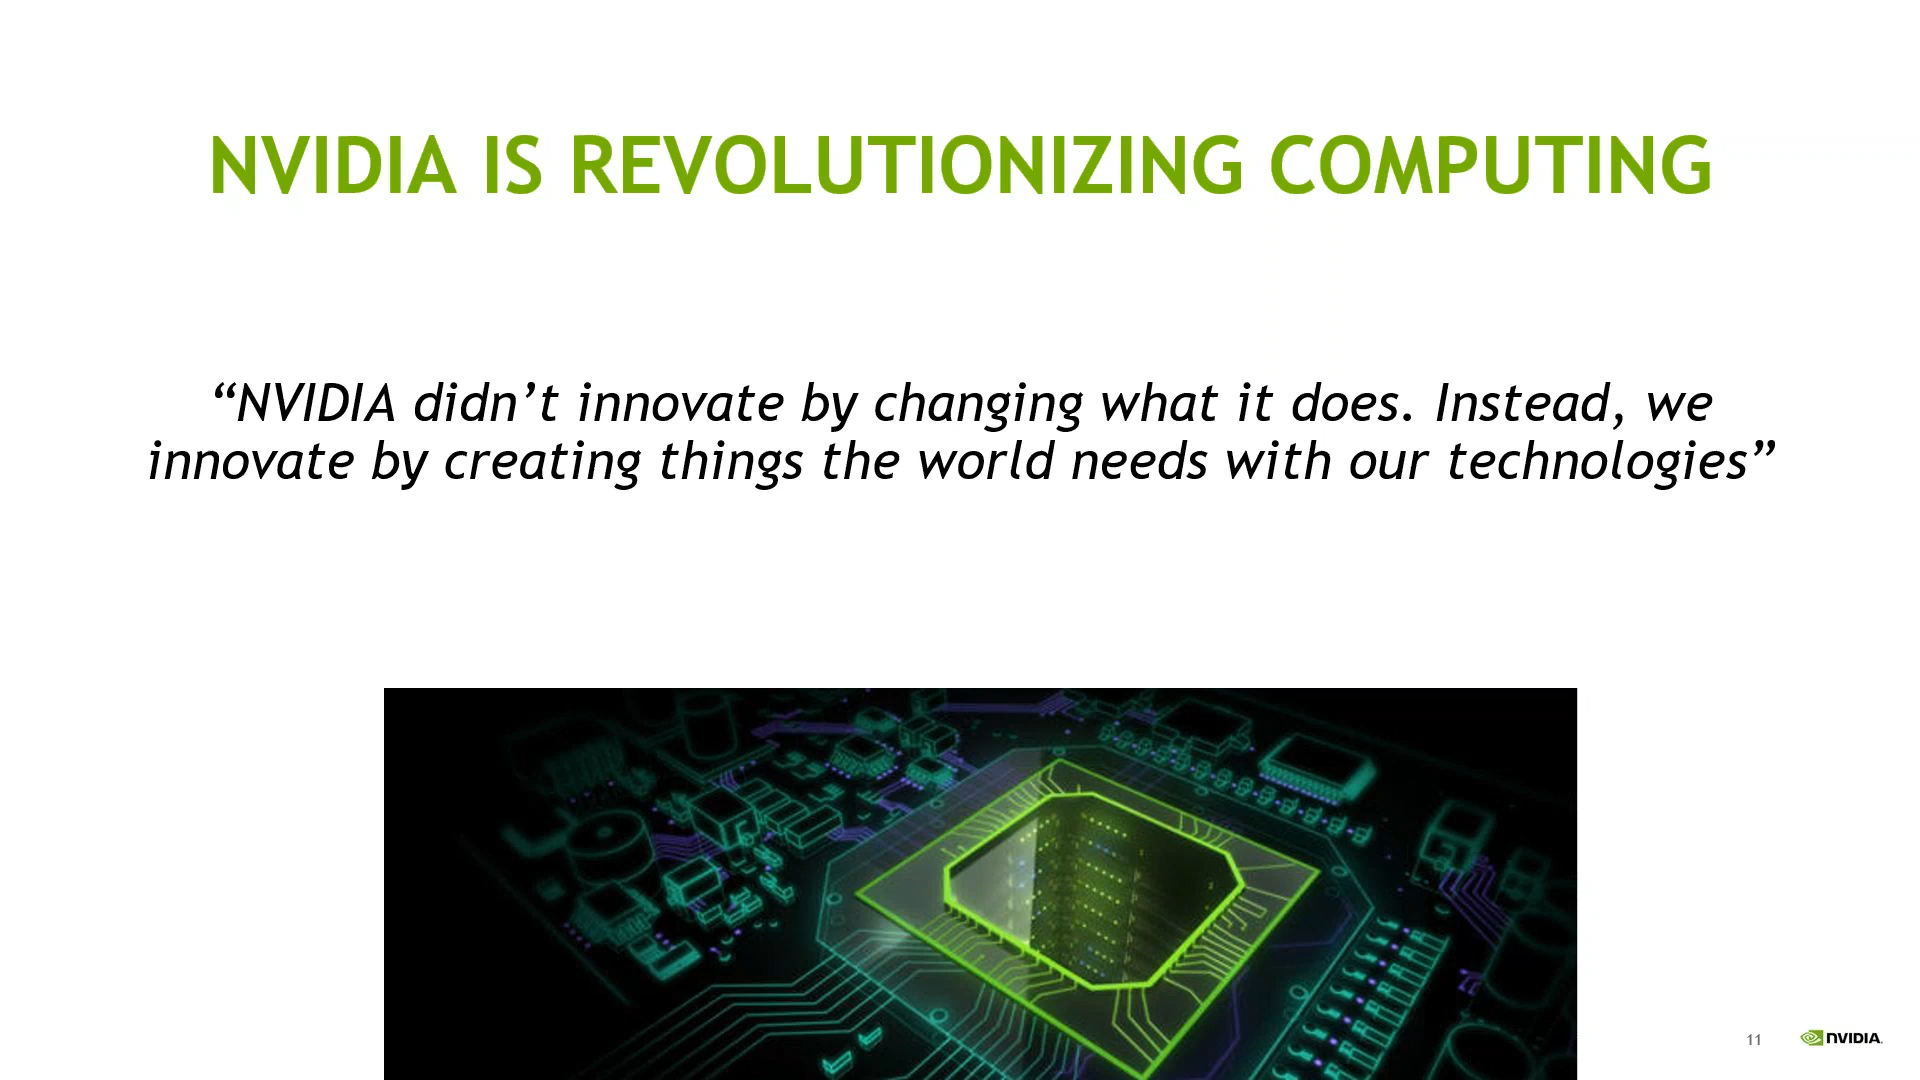 NVIDIA IS REVOLUTIONIZING COMPUTING
“NVIDIA didn’t innovate by changing what it does. Instead, we
innovate by creating things the world needs with our technologies”
11
NVIDIA.